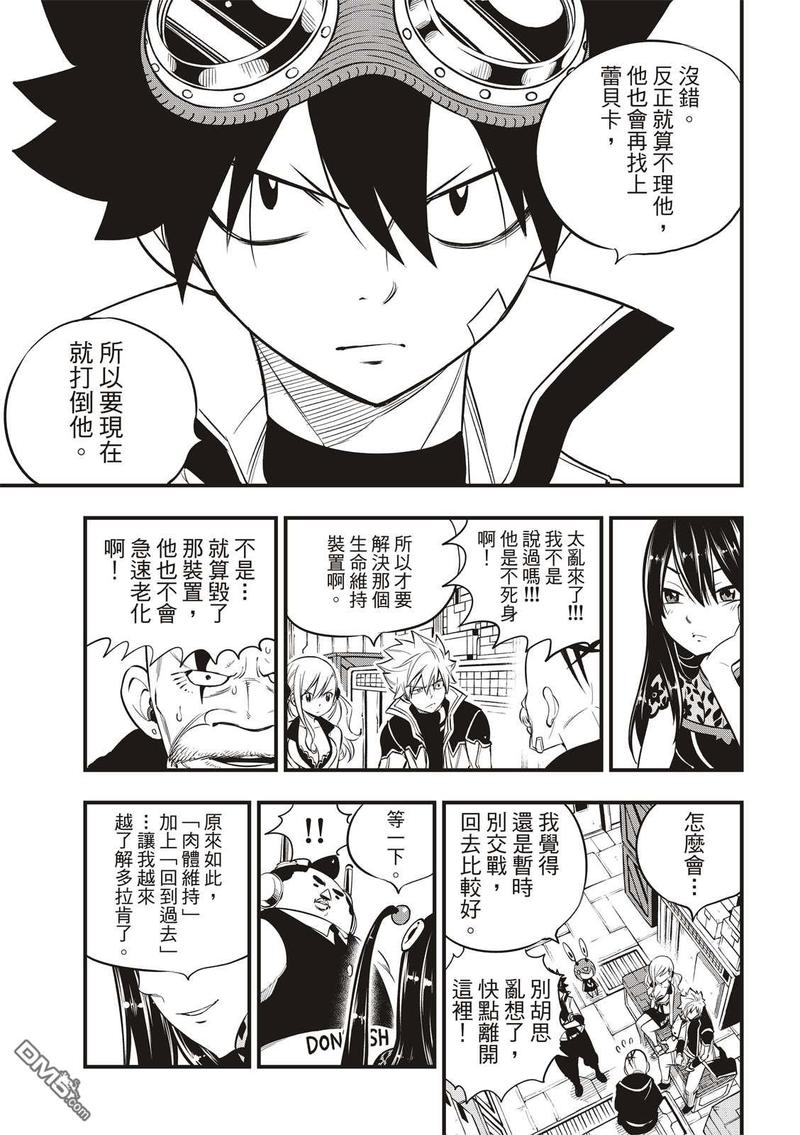 沒錯。
反正就算不理他，
他也會再找上
蕾貝卡，
所以要現在
就打倒他。
太亂來了!!!
我不是
說過嗎!!!
他是不死身
啊！
所以才要
解決那個
生命維持
裝置啊。
不是…
就算毀了
那裝置，
他也不會
急速老化
啊！
怎麼會…
我覺得
還是暫時
別交戰，
回去比較好。
別胡思
亂想了，
快點離開
這裡！
等一下。
!!
DON SH
原來如此，
「肉體維持」
加上「回到過去」
…讓我越來
越了解多拉肯了。
DM5.com
动漫屋